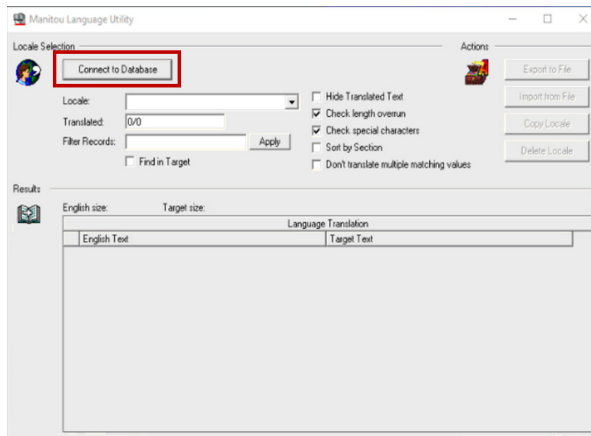 Manitou Language Utility
Locale Selection
Actions
Connect to Database
Export to File
Locale:
Hide Translated Text
Import from File
Translated:
0/0
Check length overrun
Copy Locale
Filter Records:
Apply
Check special characters
Sort by Section
Delete Locale
Find in Target
Don't translate multiple matching values
Results
English size:
Target size:
Language Translation
English Text
Target Text